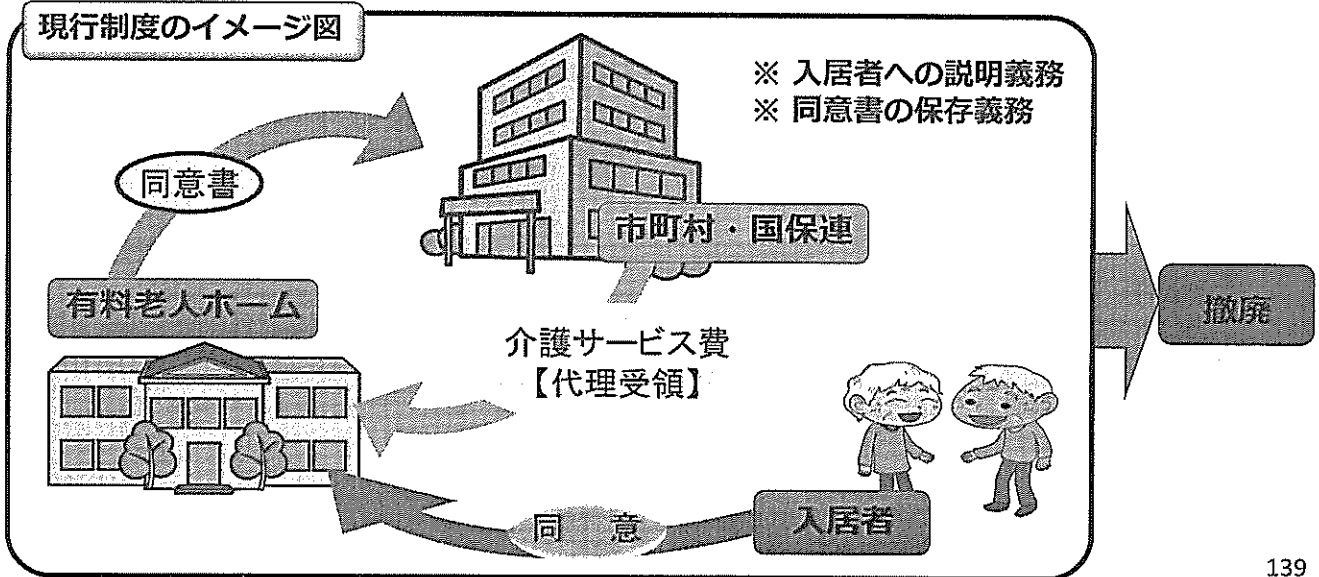 現行制度のイメージ図
※ 入居者への説明義務
※ 同意書の保存義務
同意書
市町村・国保連
有料老人ホーム
撤廃
介護サービス費
【代理受領】
同 意
入居者
139